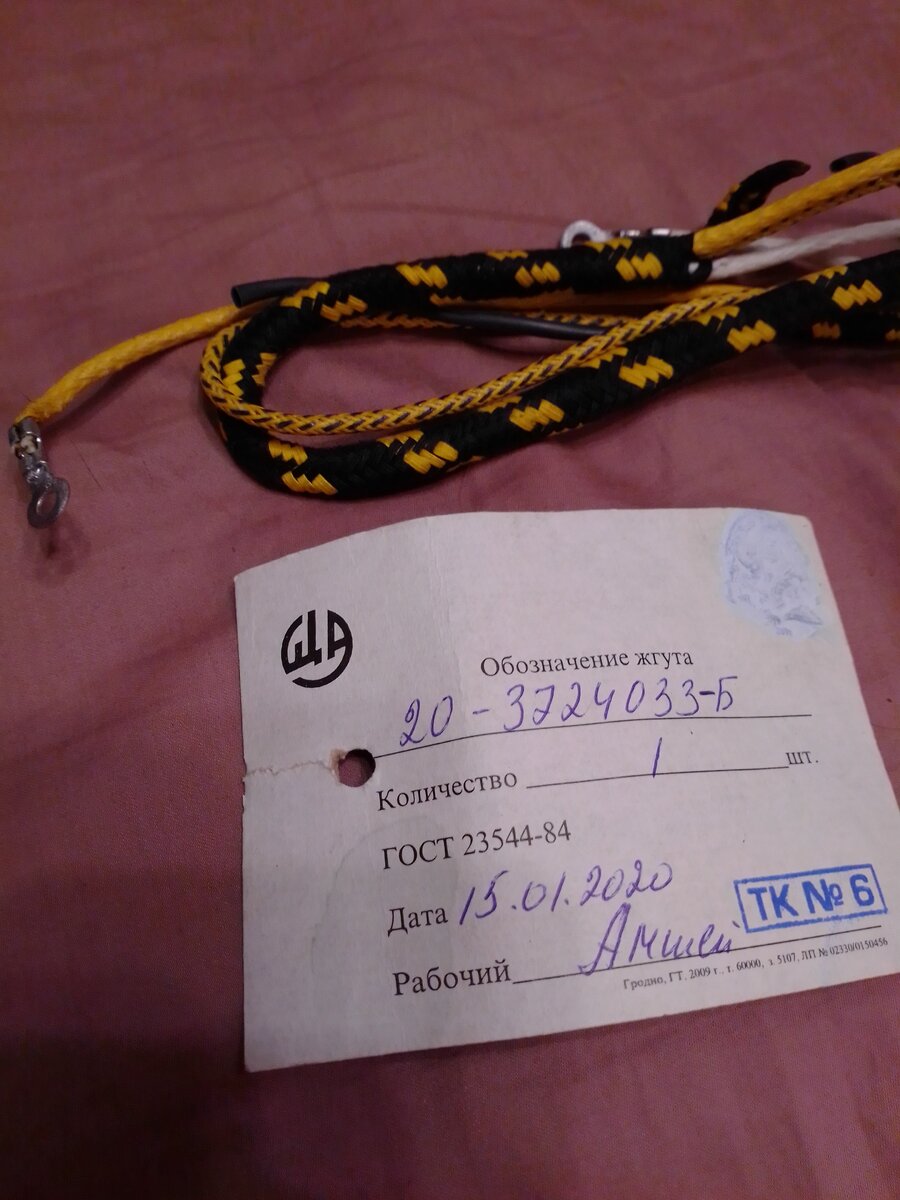 ЩА
Обозначение жгута
20-3724033-Б
Количество 1 шт.
ГОСТ 23544-84
Дата 15.01.2020
ТК № 6
Рабочий
Гродно, ГТ, 2009 г., т. 60000, з. 5107, ЛП № 02330/0150456